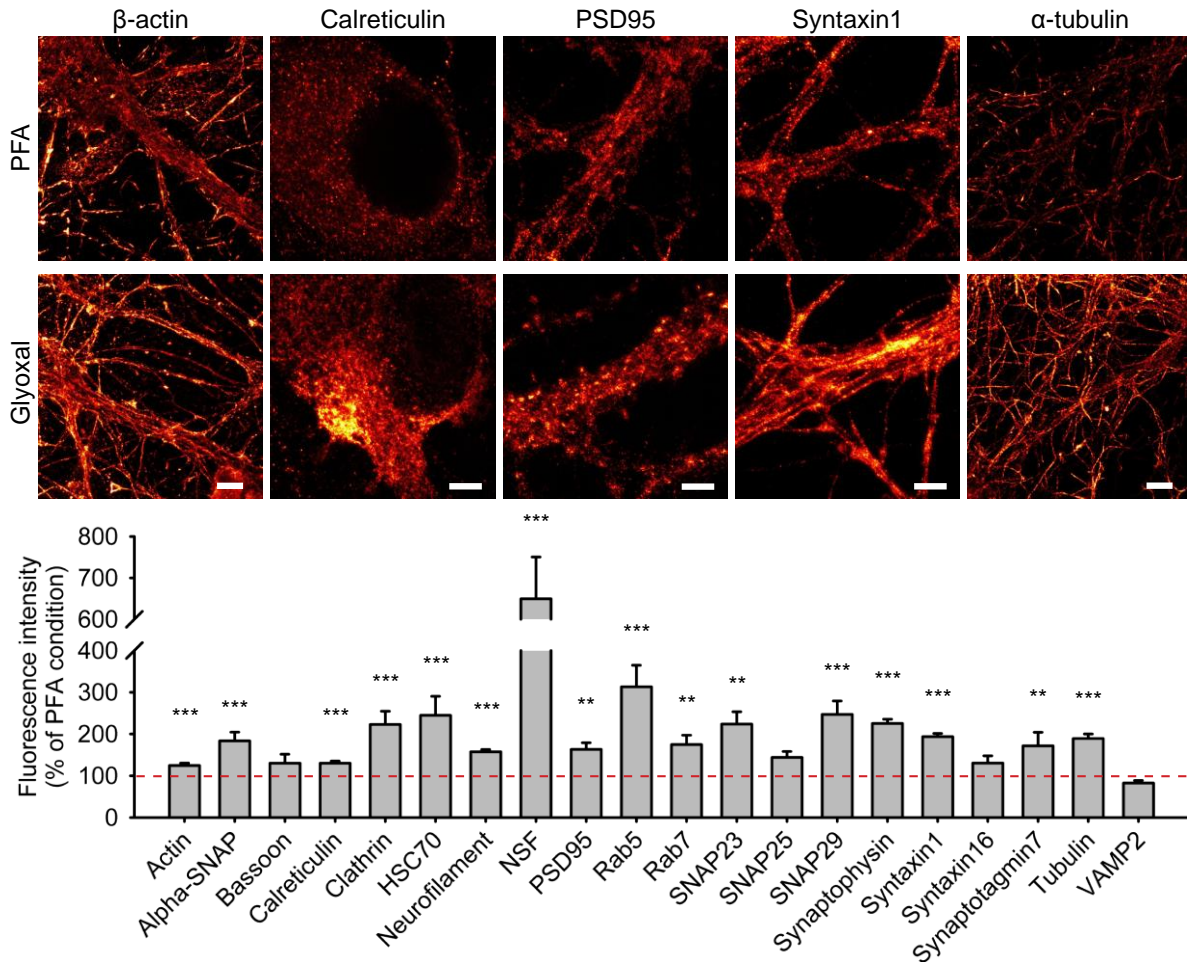 β-actin Calreticulin PSD95 Syntaxin1 α-tubulin
PFA
Glyoxal
Fluorescence intensity
(% of PFA condition)
800
700
600
400
300
200
100
0
*** *** *** *** *** *** *** ** *** ** ** *** *** *** ** ***
Actin
Alpha-SNAP
Bassoon
Calreticulin
Clathrin
HSC70
Neurofilament
NSF
PSD95
Rab5
Rab7
SNAP23
SNAP25
SNAP29
Synaptophysin
Syntaxin1
Syntaxin16
Synaptotagmin7
Tubulin
VAMP2